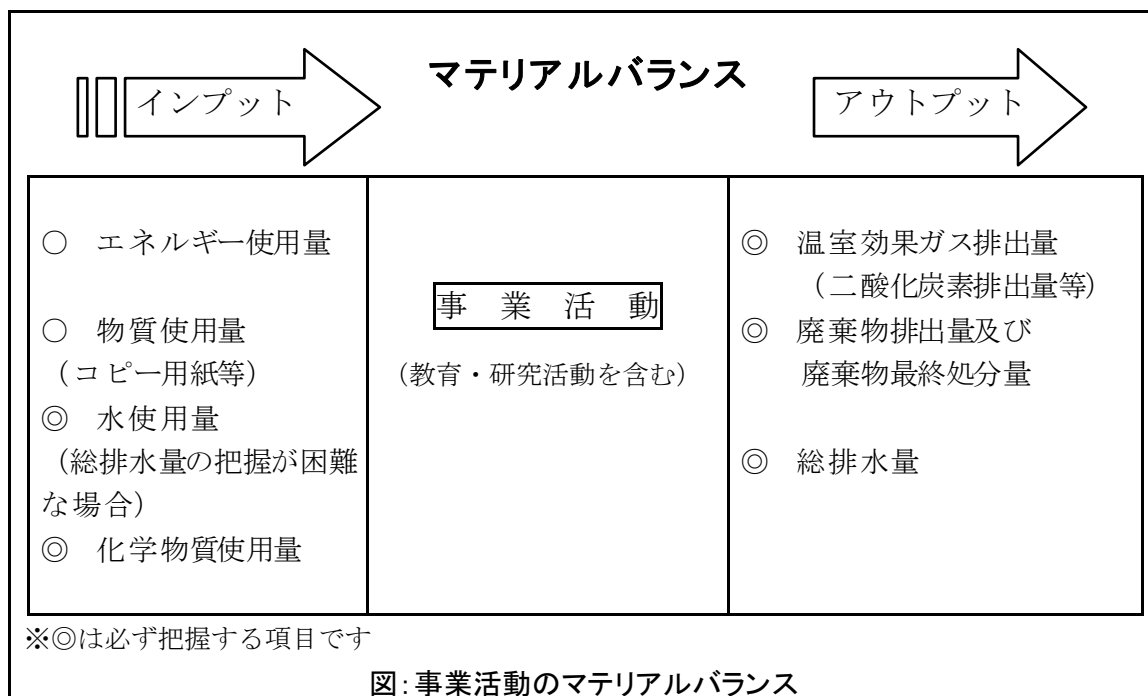 マテリアルバランス
インプット
アウトプット
○ エネルギー使用量
○ 物質使用量
（コピー用紙等）
◎ 水使用量
（総排水量の把握が困難
な場合）
◎ 化学物質使用量
事 業 活 動
（教育・研究活動を含む）
◎ 温室効果ガス排出量
（二酸化炭素排出量等）
◎ 廃棄物排出量及び
廃棄物最終処分量
◎ 総排水量
※◎は必ず把握する項目です
図：事業活動のマテリアルバランス